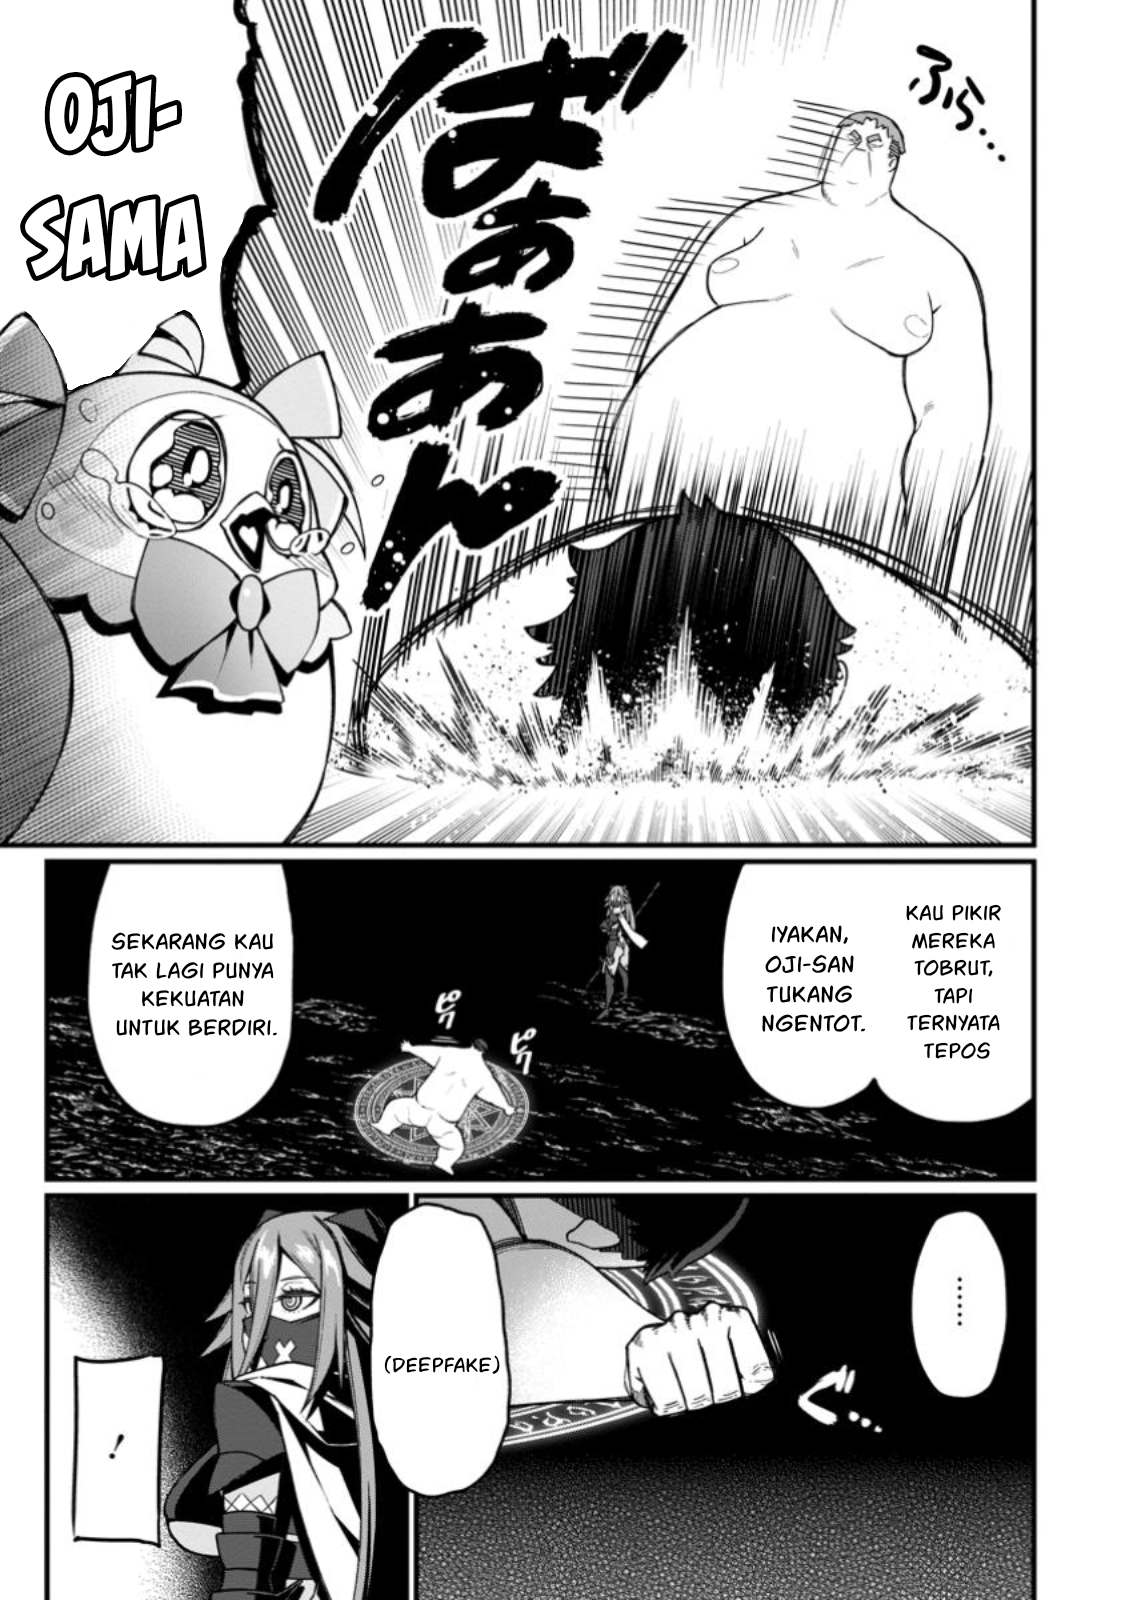 ふら...
ばぁあん
OJI-
SAMA
KAU PIKIR
MEREKA
TOBRUT,
TAPI
TERNYATA
TEPOS
IYAKAN,
OJI-SAN
TUKANG
NGENTOT.
ピク
ピク
SEKARANG KAU
TAK LAGI PUNYA
KEKUATAN
UNTUK BERDIRI.
......
ぐ...
(DEEPFAKE)
!